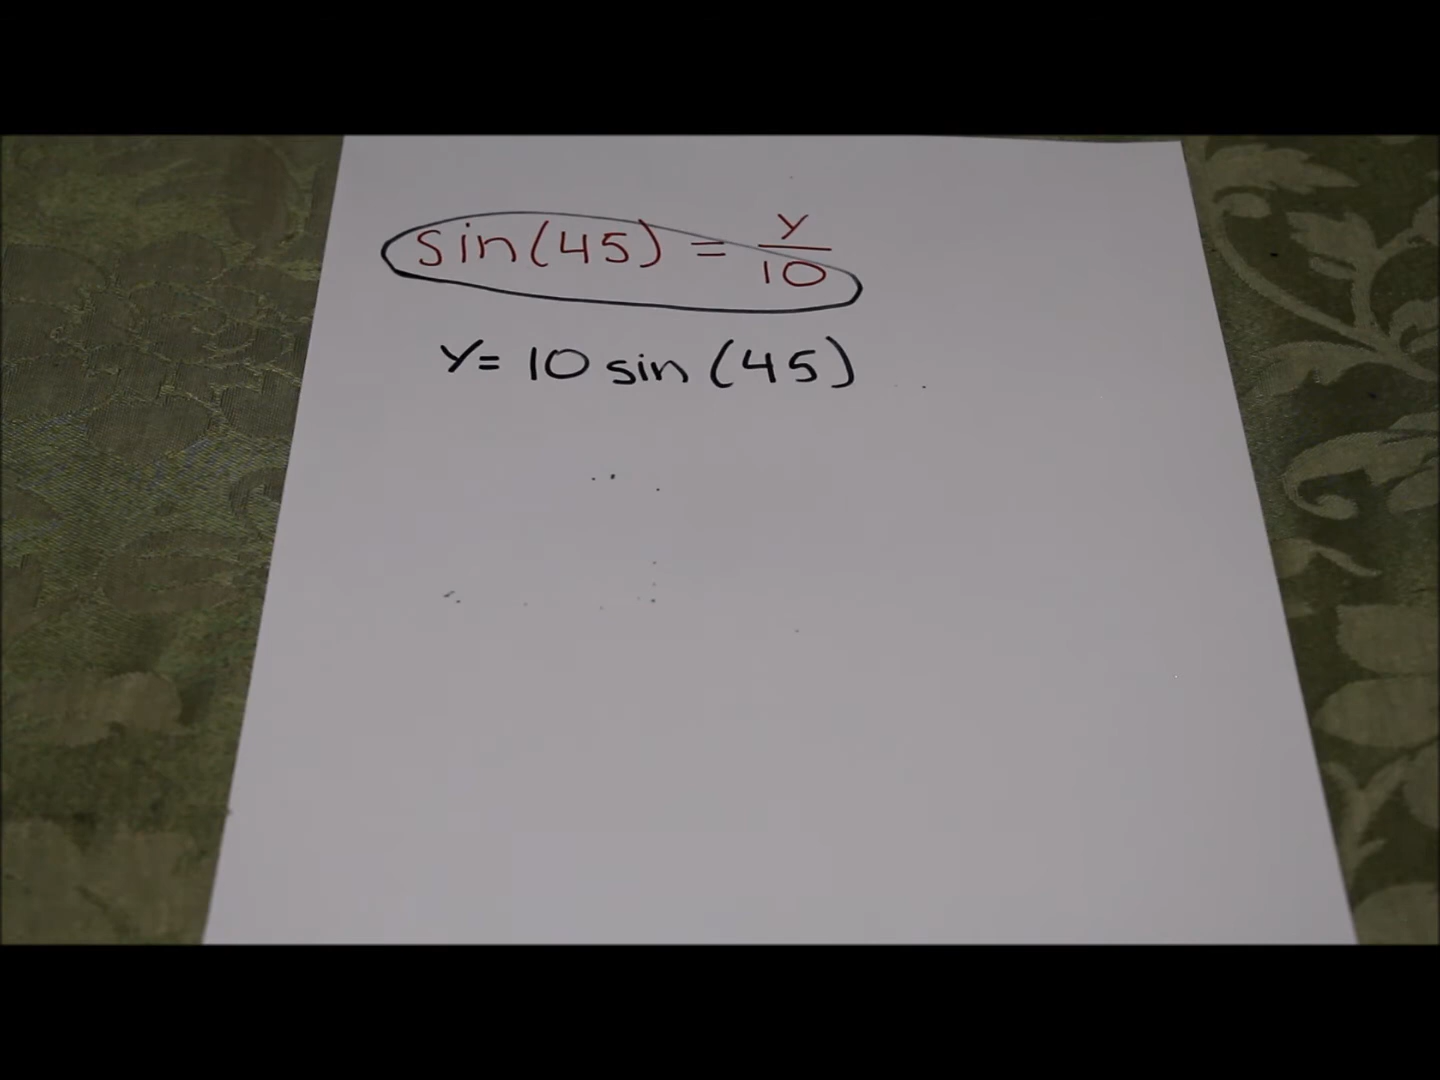 sin(45) = y/10
y = 10 sin (45)